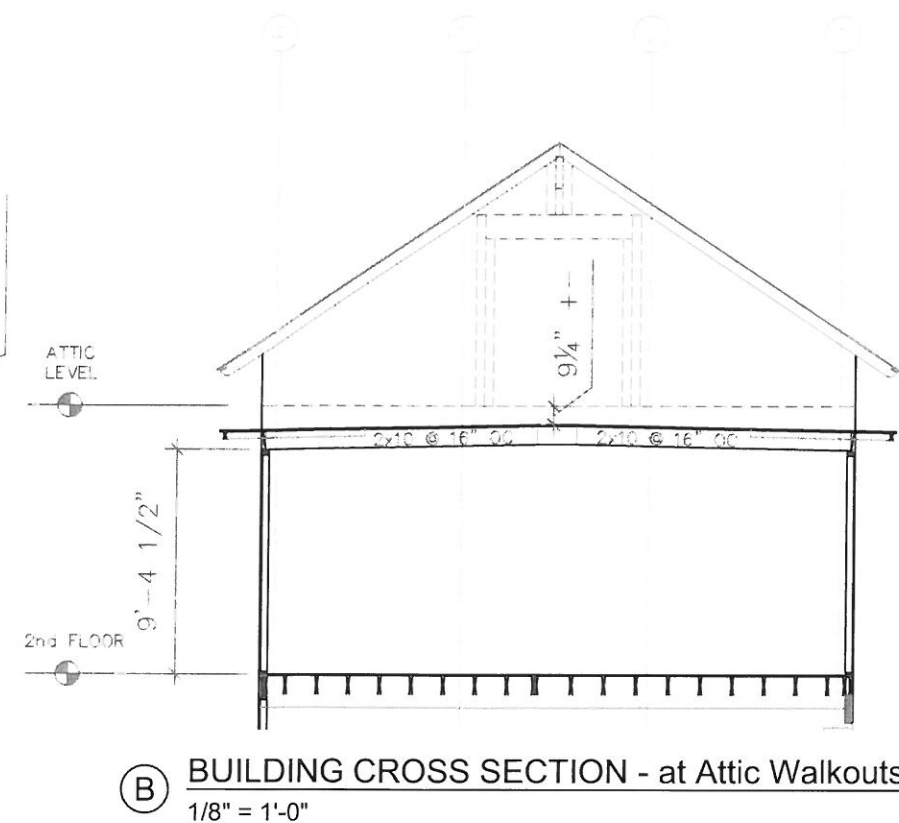 ATTIC
LEVEL
9¼" + -
2x10 @ 16" OC
2x10 @ 16" OC
9'-4 1/2"
2nd FLOOR
B
BUILDING CROSS SECTION - at Attic Walkouts
1/8" = 1'-0"